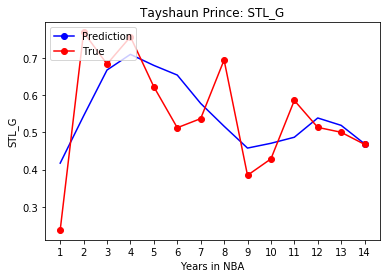 Tayshaun Prince: STL_G
Prediction
True
0.7
0.6
0.5
0.4
0.3
STL_G
1 2 3 4 5 6 7 8 9 10 11 12 13 14
Years in NBA